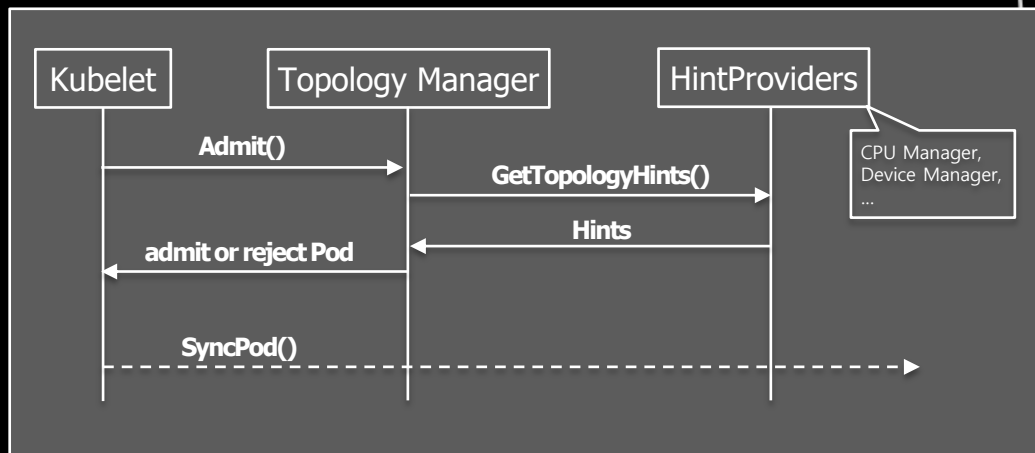 Kubelet
Topology Manager
HintProviders
CPU Manager,
Device Manager,
...
Admit()
GetTopologyHints()
Hints
admit or reject Pod
SyncPod()